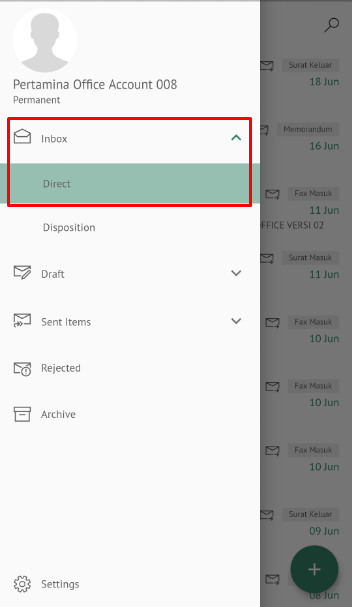 Pertamina Office Account 008
Permanent
Inbox
Direct
Disposition
Draft
Sent Items
Rejected
Archive
Settings
Surat Keluar
18 Jun
Memorandum
16 Jun
Fax Masuk
11 Jun
FFICE VERSI 02
Surat Masuk
11 Jun
Fax Masuk
10 Jun
Fax Masuk
10 Jun
Fax Masuk
10 Jun
Surat Keluar
09 Jun
08 Jun